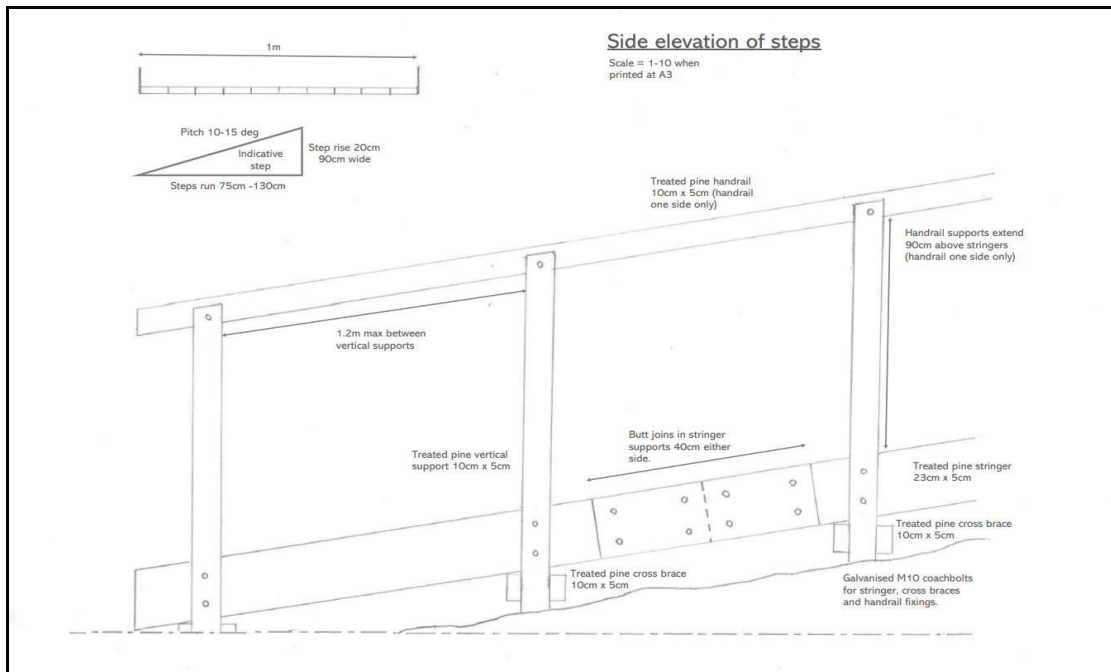 1m
Side elevation of steps
Scale = 1-10 when
printed at A3
Pitch 10-15 deg
Indicative
step
Step rise 20cm
90cm wide
Steps run 75cm -130cm
Treated pine handrail
10cm x 5cm (handrail
one side only)
Handrail supports extend
90cm above stringers
(handrail one side only)
1.2m max between
vertical supports
Butt joins in stringer
supports 40cm either
side.
Treated pine vertical
support 10cm x 5cm
Treated pine stringer
23cm x 5cm
Treated pine cross brace
10cm x 5cm
Treated pine cross brace
10cm x 5cm
Galvanised M10 coachbolts
for stringer, cross braces
and handrail fixings.